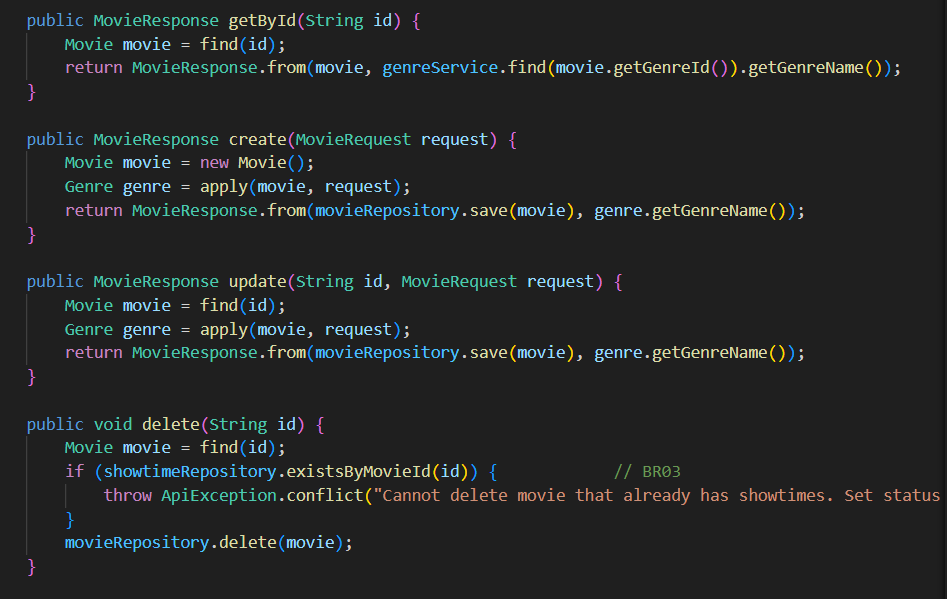 public MovieResponse getById(String id) {
    Movie movie = find(id);
    return MovieResponse.from(movie, genreService.find(movie.getGenreId()).getGenreName());
}

public MovieResponse create(MovieRequest request) {
    Movie movie = new Movie();
    Genre genre = apply(movie, request);
    return MovieResponse.from(movieRepository.save(movie), genre.getGenreName());
}

public MovieResponse update(String id, MovieRequest request) {
    Movie movie = find(id);
    Genre genre = apply(movie, request);
    return MovieResponse.from(movieRepository.save(movie), genre.getGenreName());
}

public void delete(String id) {
    Movie movie = find(id);
    if (showtimeRepository.existsByMovieId(id)) {            // BR03
        throw ApiException.conflict("Cannot delete movie that already has showtimes. Set status
    }
    movieRepository.delete(movie);
}